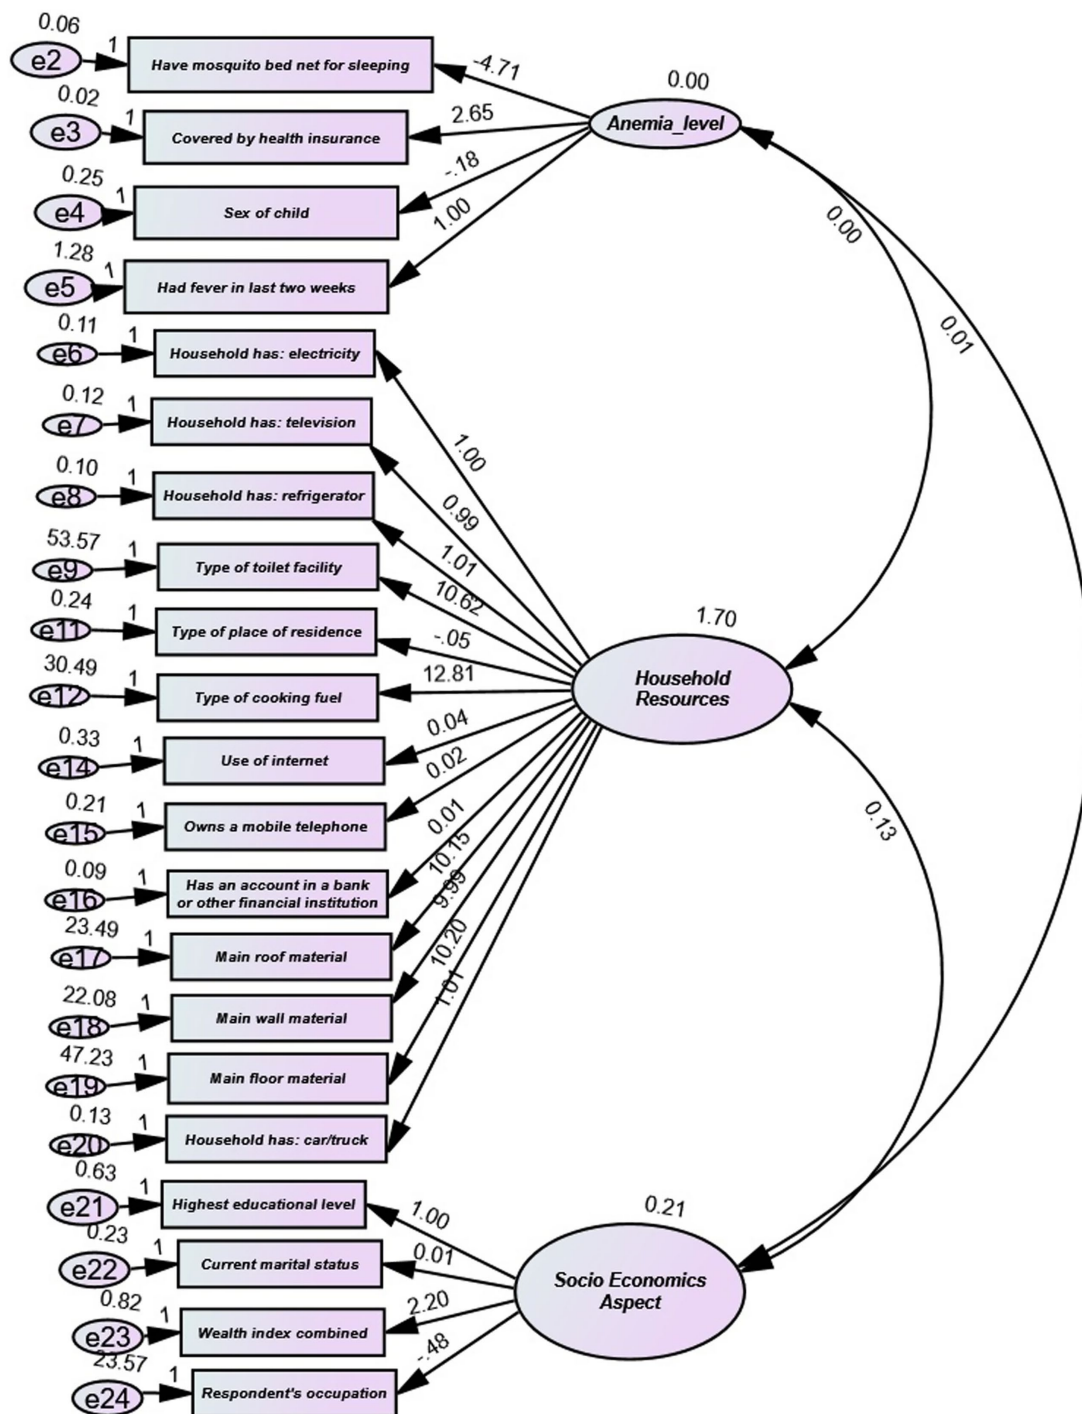 0.06
e2
1
Have mosquito bed net for sleeping
-4.71
0.00
Anemia_level
0.02
e3
1
Covered by health insurance
2.65
0.25
e4
1
Sex of child
-.18
1.28
e5
1
Had fever in last two weeks
1.00
0.00
0.01
0.11
e6
1
Household has: electricity
1.00
0.12
e7
1
Household has: television
0.99
0.10
e8
1
Household has: refrigerator
1.01
53.57
e9
1
Type of toilet facility
10.62
0.24
e11
1
Type of place of residence
-.05
1.70
Household
Resources
30.49
e12
1
Type of cooking fuel
12.81
0.33
e14
1
Use of internet
0.04
0.21
e15
1
Owns a mobile telephone
0.02
0.13
0.09
e16
1
Has an account in a bank
or other financial institution
0.01
23.49
e17
1
Main roof material
10.15
22.08
e18
1
Main wall material
9.99
47.23
e19
1
Main floor material
10.20
0.13
e20
1
Household has: car/truck
1.01
0.63
e21
1
Highest educational level
1.00
0.21
Socio Economics
Aspect
0.23
e22
1
Current marital status
0.01
0.82
e23
1
Wealth index combined
2.20
23.57
e24
1
Respondent's occupation
-.48